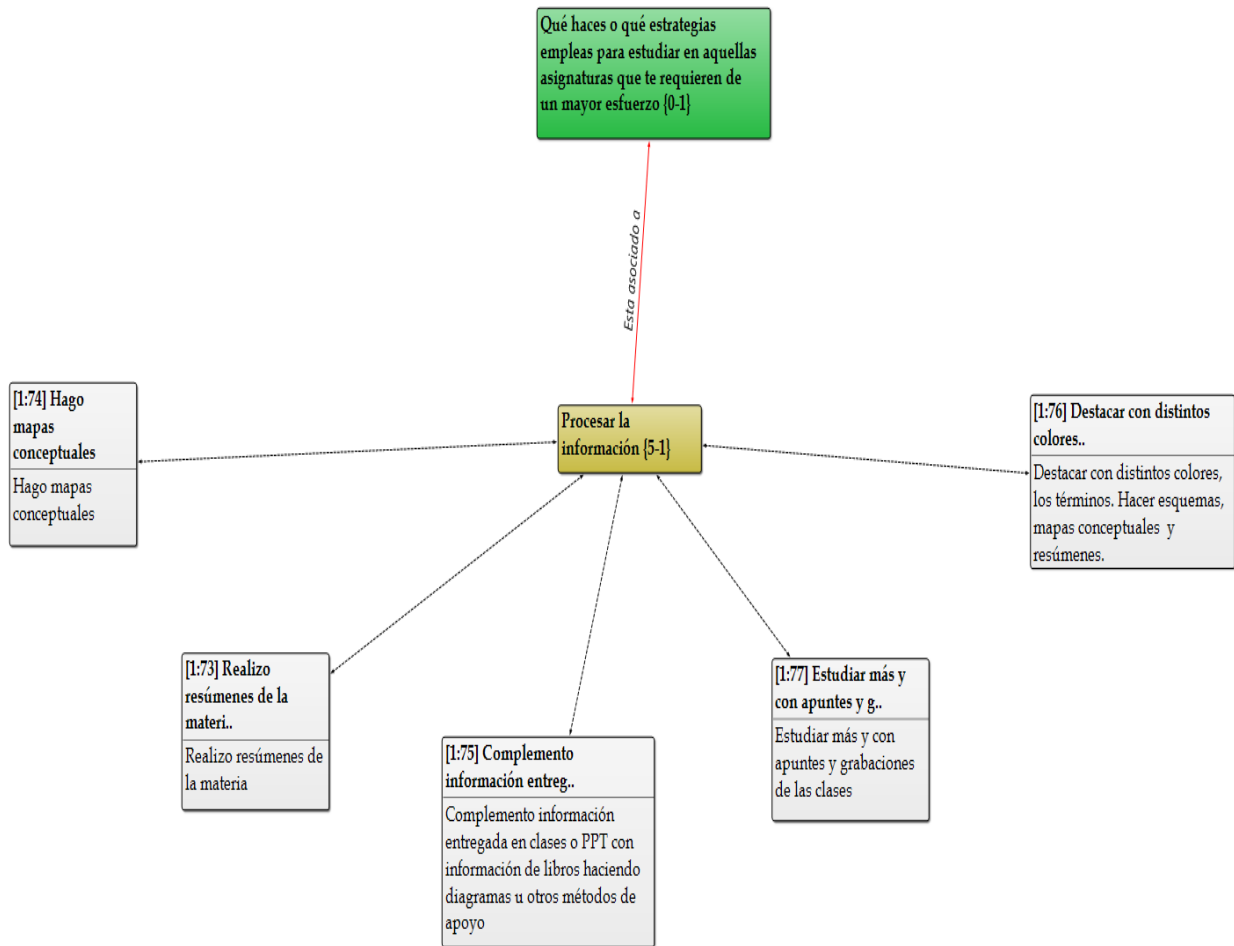 Qué haces o qué estrategias
empleas para estudiar en aquellas
asignaturas que te requieren de
un mayor esfuerzo {0-1}
Esta asociado a
Procesar la
información {5-1}
[1:74] Hago
mapas
conceptuales
Hago mapas
conceptuales
[1:76] Destacar con distintos
colores..
Destacar con distintos colores,
los términos. Hacer esquemas,
mapas conceptuales y
resúmenes.
[1:73] Realizo
resúmenes de la
materi..
Realizo resúmenes de
la materia
[1:75] Complemento
información entreg..
Complemento información
entregada en clases o PPT con
información de libros haciendo
diagramas u otros métodos de
apoyo
[1:77] Estudiar más y
con apuntes y g..
Estudiar más y con
apuntes y grabaciones
de las clases